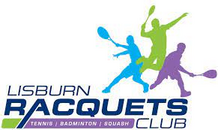 LISBURN
RACQUETS
TENNIS | BADMINTON | SQUASH
CLUB